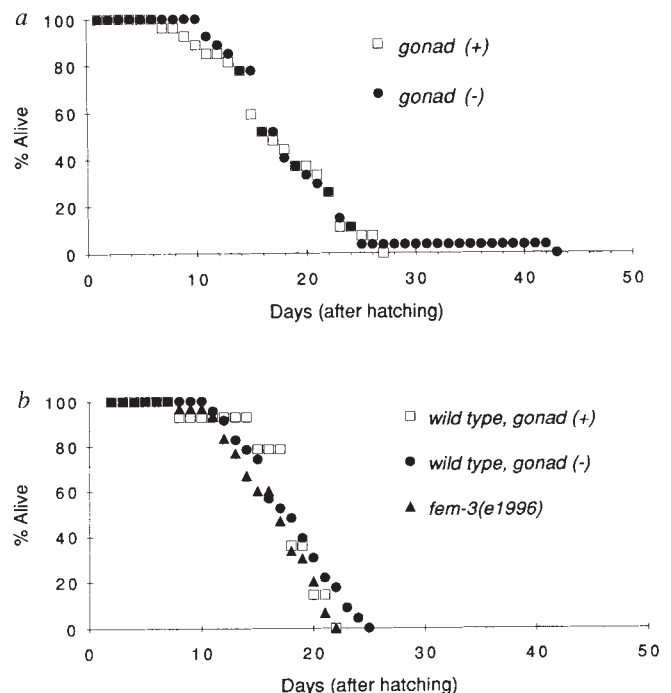 a
100
80
60
40
20
0
% Alive
gonad (+)
gonad (-)
0 10 20 30 40 50
Days (after hatching)
b
100
80
60
40
20
0
% Alive
wild type, gonad (+)
wild type, gonad (-)
fem-3(e1996)
0 10 20 30 40 50
Days (after hatching)